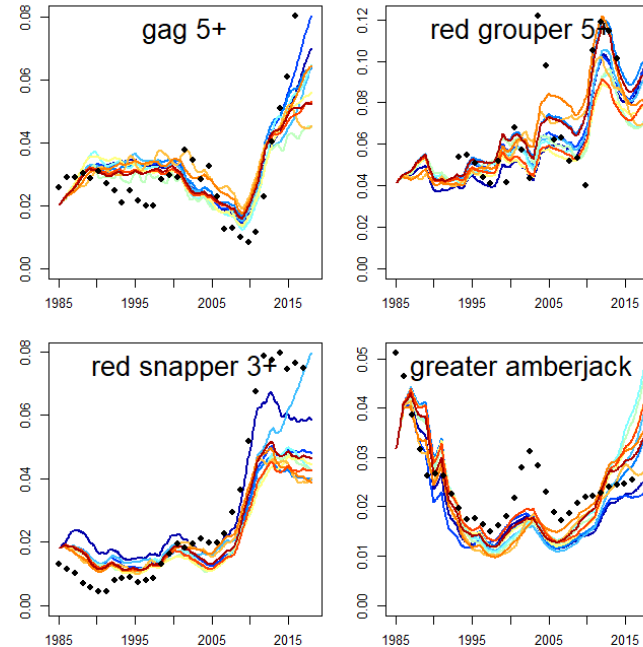 gag 5+
0.00 0.02 0.04 0.06 0.08
1985 1995 2005 2015
red grouper 5+
0.00 0.02 0.04 0.06 0.08 0.10 0.12
1985 1995 2005 2015
red snapper 3+
0.00 0.02 0.04 0.06 0.08
1985 1995 2005 2015
greater amberjack
0.00 0.01 0.02 0.03 0.04 0.05
1985 1995 2005 2015